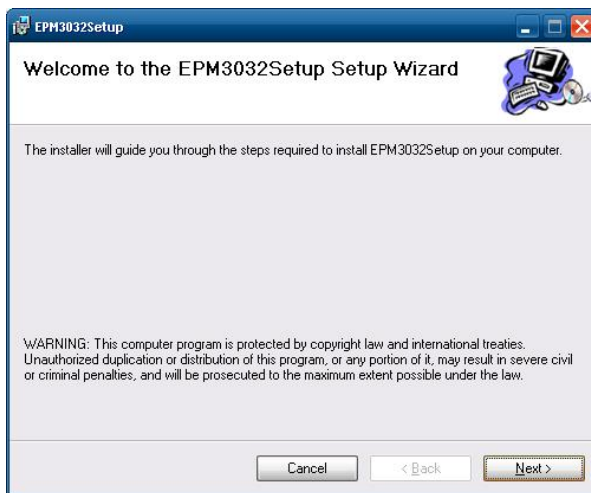 EPM3032Setup
Welcome to the EPM3032Setup Setup Wizard
The installer will guide you through the steps required to install EPM3032Setup on your computer.
WARNING: This computer program is protected by copyright law and international treaties.
Unauthorized duplication or distribution of this program, or any portion of it, may result in severe civil
or criminal penalties, and will be prosecuted to the maximum extent possible under the law.
Cancel < Back Next >